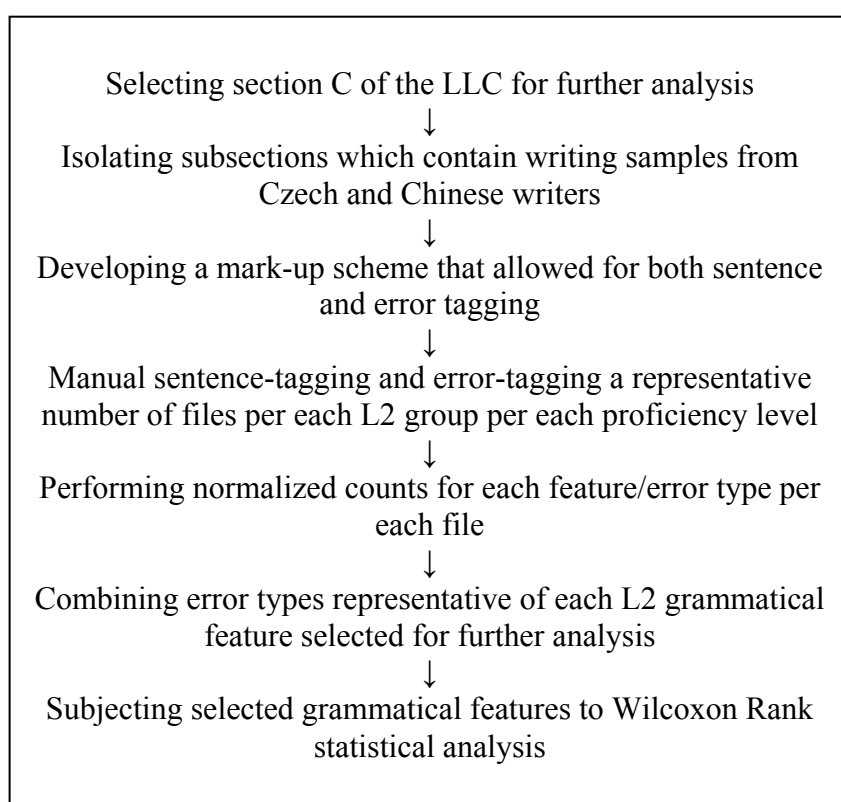 Selecting section C of the LLC for further analysis
↓
Isolating subsections which contain writing samples from
Czech and Chinese writers
↓
Developing a mark-up scheme that allowed for both sentence
and error tagging
↓
Manual sentence-tagging and error-tagging a representative
number of files per each L2 group per each proficiency level
↓
Performing normalized counts for each feature/error type per
each file
↓
Combining error types representative of each L2 grammatical
feature selected for further analysis
↓
Subjecting selected grammatical features to Wilcoxon Rank
statistical analysis